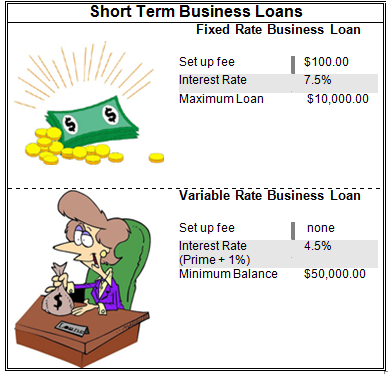 Short Term Business Loans
Fixed Rate Business Loan
Set up fee $100.00
Interest Rate 7.5%
Maximum Loan $10,000.00
$ $
Variable Rate Business Loan
Set up fee none
Interest Rate 4.5%
(Prime + 1%)
Minimum Balance $50,000.00
$